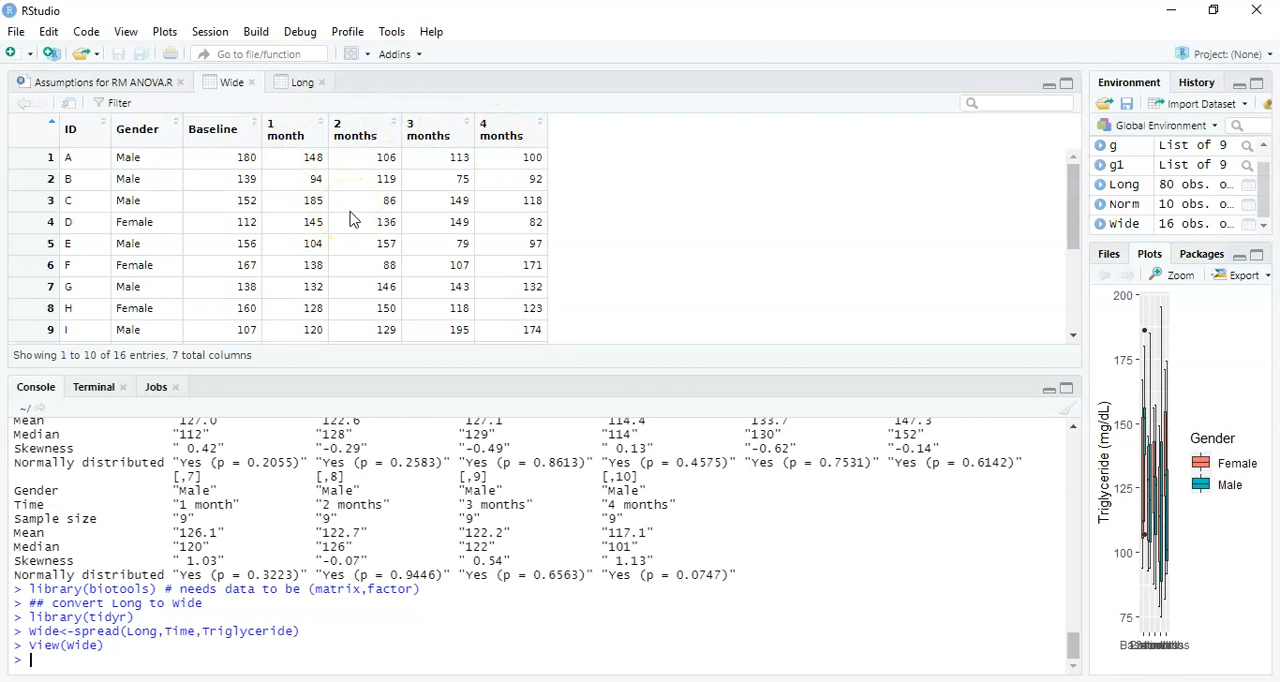 RStudio
File Edit Code View Plots Session Build Debug Profile Tools Help
Go to file/function Addins Project: (None)
Assumptions for RM ANOVA.R Wide Long
Filter
ID Gender Baseline 1 month 2 months 3 months 4 months
1 A Male 180 148 106 113 100
2 B Male 139 94 119 75 92
3 C Male 152 185 86 149 118
4 D Female 112 145 136 149 82
5 E Male 156 104 157 79 97
6 F Female 167 138 88 107 171
7 G Male 138 132 146 143 132
8 H Female 160 128 150 118 123
9 I Male 107 120 129 195 174
Showing 1 to 10 of 16 entries, 7 total columns
Console Terminal Jobs
~/
Mean "127.0" "122.6" "127.1" "114.4" "133.7" "147.3"
Median "112" "128" "129" "114" "130" "152"
Skewness " 0.42" "-0.29" "-0.49" " 0.13" "-0.62" "-0.14"
Normally distributed "Yes (p = 0.2055)" "Yes (p = 0.2583)" "Yes (p = 0.8613)" "Yes (p = 0.4575)" "Yes (p = 0.7531)" "Yes (p = 0.6142)"
[,7] [,8] [,9] [,10]
Gender "Male" "Male" "Male" "Male"
Time "1 month" "2 months" "3 months" "4 months"
Sample size "9" "9" "9" "9"
Mean "126.1" "122.7" "122.2" "117.1"
Median "120" "126" "122" "101"
Skewness " 1.03" "-0.07" " 0.54" " 1.13"
Normally distributed "Yes (p = 0.3223)" "Yes (p = 0.9446)" "Yes (p = 0.6563)" "Yes (p = 0.0747)"
> library(biotools) # needs data to be (matrix,factor)
> ## convert Long to Wide
> library(tidyr)
> Wide<-spread(Long,Time,Triglyceride)
> View(Wide)
>
Environment History
Import Dataset
Global Environment
g List of 9
g1 List of 9
Long 80 obs. o…
Norm 10 obs. o…
Wide 16 obs. o…
Files Plots Packages
Zoom Export
Triglyceride (mg/dL)
200
175
150
125
100
75
Gender
Female
Male